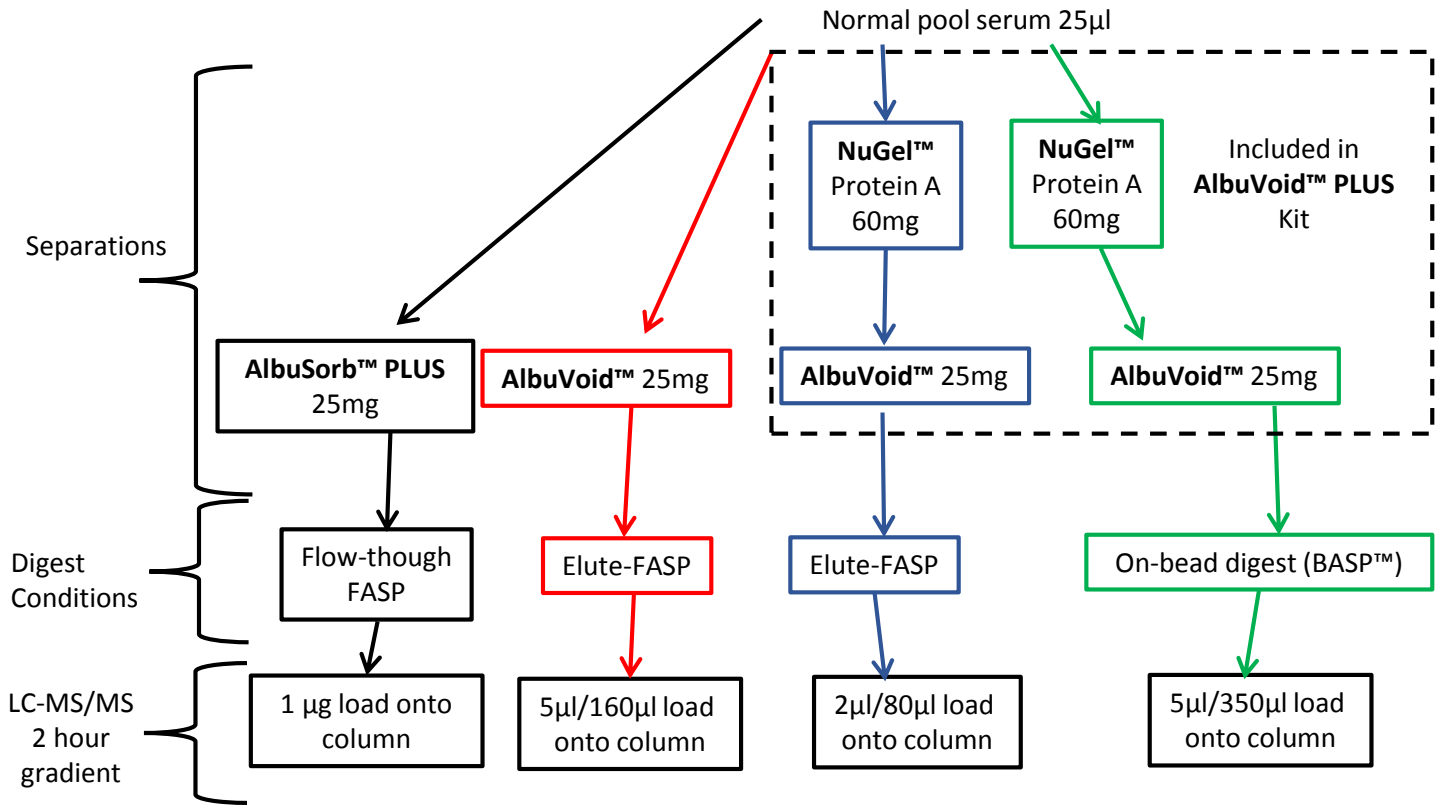 Normal pool serum 25µl
NuGel™
Protein A
60mg
NuGel™
Protein A
60mg
Included in
AlbuVoid™ PLUS
Kit
Separations
AlbuSorb™ PLUS
25mg
AlbuVoid™ 25mg
AlbuVoid™ 25mg
AlbuVoid™ 25mg
Digest
Conditions
Flow-though
FASP
Elute-FASP
Elute-FASP
On-bead digest (BASP™)
LC-MS/MS
2 hour
gradient
1 µg load onto
column
5µl/160µl load
onto column
2µl/80µl load
onto column
5µl/350µl load
onto column